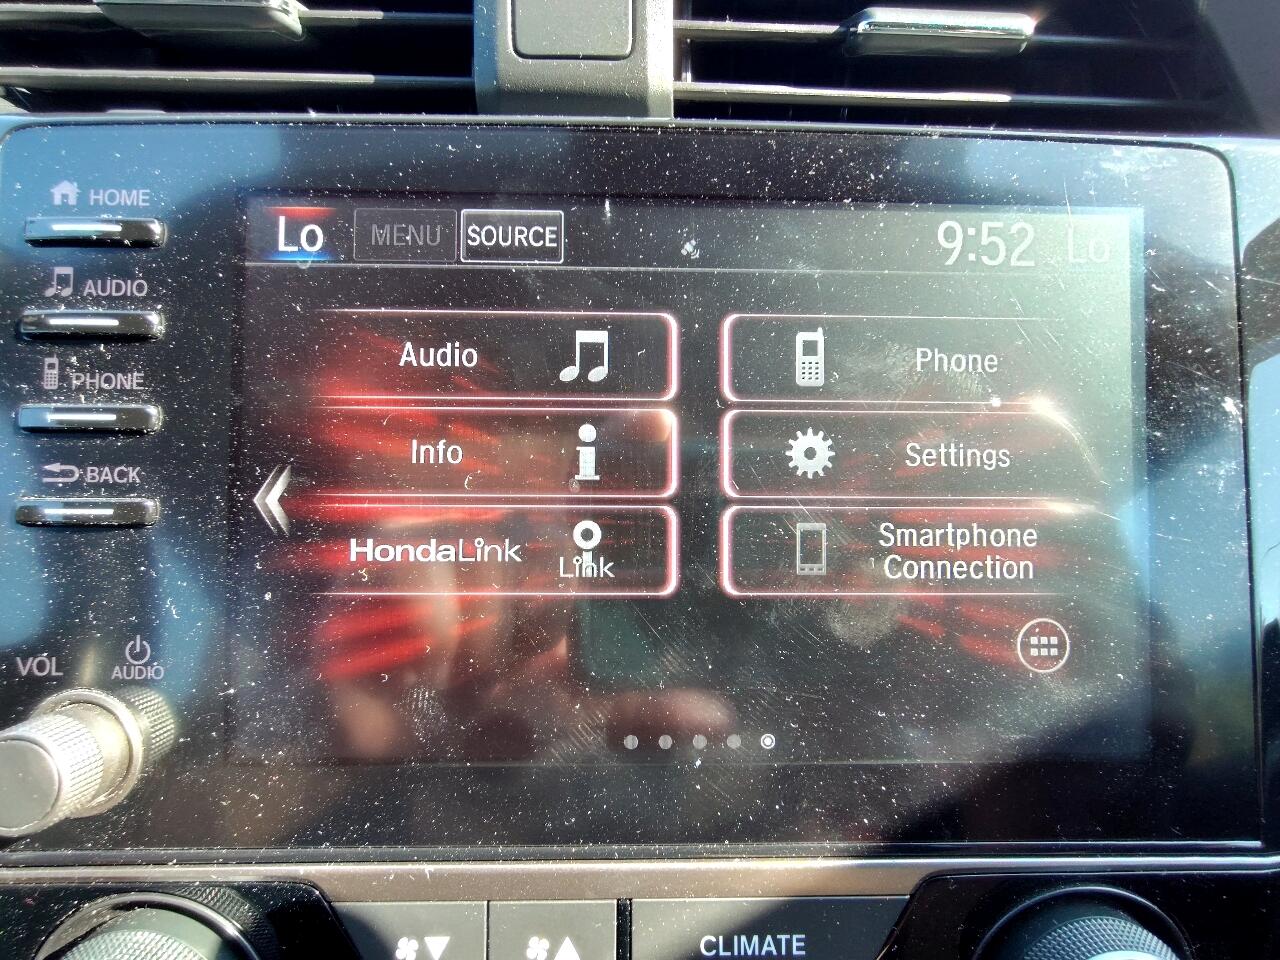 HOME
Lo MENU SOURCE 9:52 Lo
AUDIO
Audio
Phone
PHONE
Info
Settings
BACK
HondaLink Link
Smartphone
Connection
VOL AUDIO
CLIMATE